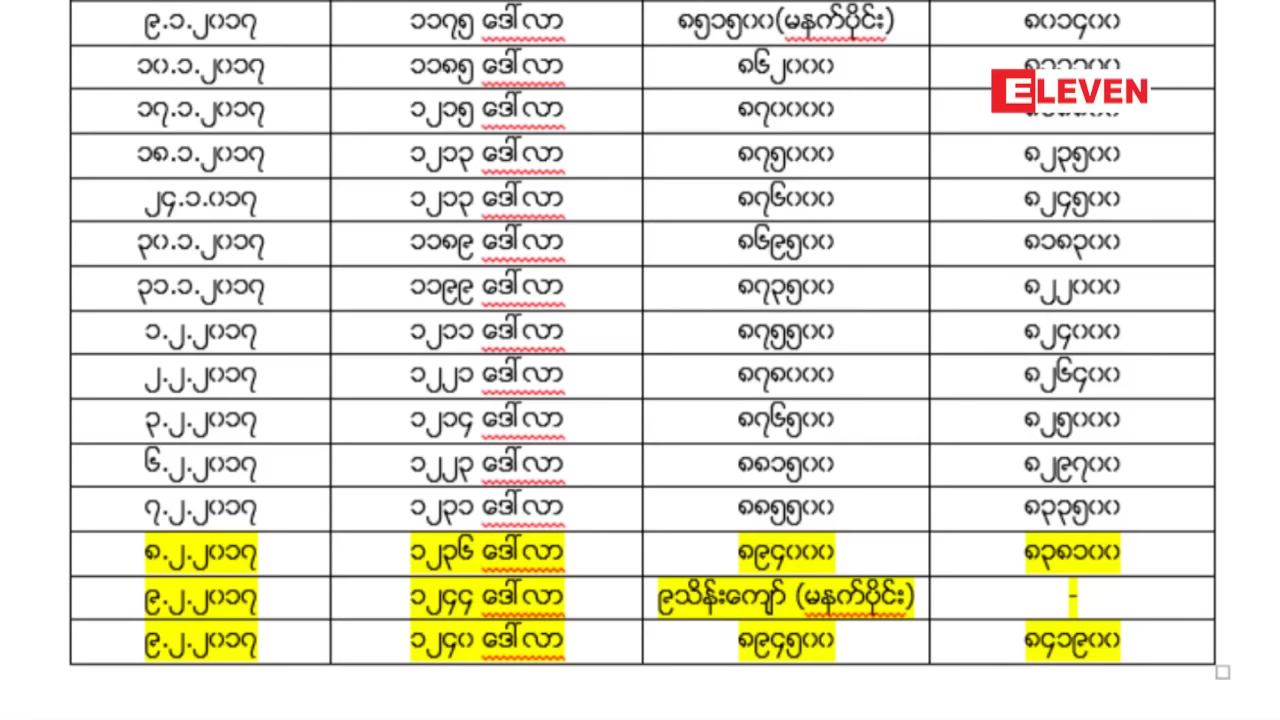 ၉.၁.၂၀၁၇ ၁၁၇၅ ဒေါ်လာ ၈၅၁၅၀၀(မနက်ပိုင်း) ၈၀၁၄၀၀
၁၀.၁.၂၀၁၇ ၁၁၈၅ ဒေါ်လာ ၈၆၂၀၀၀
ELEVEN
၁၇.၁.၂၀၁၇ ၁၂၁၅ ဒေါ်လာ ၈၇၀၀၀၀
၁၈.၁.၂၀၁၇ ၁၂၁၃ ဒေါ်လာ ၈၇၅၀၀၀ ၈၂၃၅၀၀
၂၄.၁.၀၁၇ ၁၂၁၃ ဒေါ်လာ ၈၇၆၀၀၀ ၈၂၄၅၀၀
၃၀.၁.၂၀၁၇ ၁၁၈၉ ဒေါ်လာ ၈၆၉၅၀၀ ၈၁၈၃၀၀
၃၁.၁.၂၀၁၇ ၁၁၉၉ ဒေါ်လာ ၈၇၃၅၀၀ ၈၂၂၀၀၀
၁.၂.၂၀၁၇ ၁၂၁၁ ဒေါ်လာ ၈၇၅၅၀၀ ၈၂၄၀၀၀
၂.၂.၂၀၁၇ ၁၂၂၁ ဒေါ်လာ ၈၇၈၀၀၀ ၈၂၆၄၀၀
၃.၂.၂၀၁၇ ၁၂၁၄ ဒေါ်လာ ၈၇၆၅၀၀ ၈၂၅၀၀၀
၆.၂.၂၀၁၇ ၁၂၂၃ ဒေါ်လာ ၈၈၁၅၀၀ ၈၂၉၇၀၀
၇.၂.၂၀၁၇ ၁၂၃၁ ဒေါ်လာ ၈၈၅၅၀၀ ၈၃၃၅၀၀
၈.၂.၂၀၁၇ ၁၂၃၆ ဒေါ်လာ ၈၉၄၀၀၀ ၈၃၈၁၀၀
၉.၂.၂၀၁၇ ၁၂၄၄ ဒေါ်လာ ၉သိန်းကျော် (မနက်ပိုင်း) -
၉.၂.၂၀၁၇ ၁၂၄၀ ဒေါ်လာ ၈၉၄၅၀၀ ၈၄၁၉၀၀